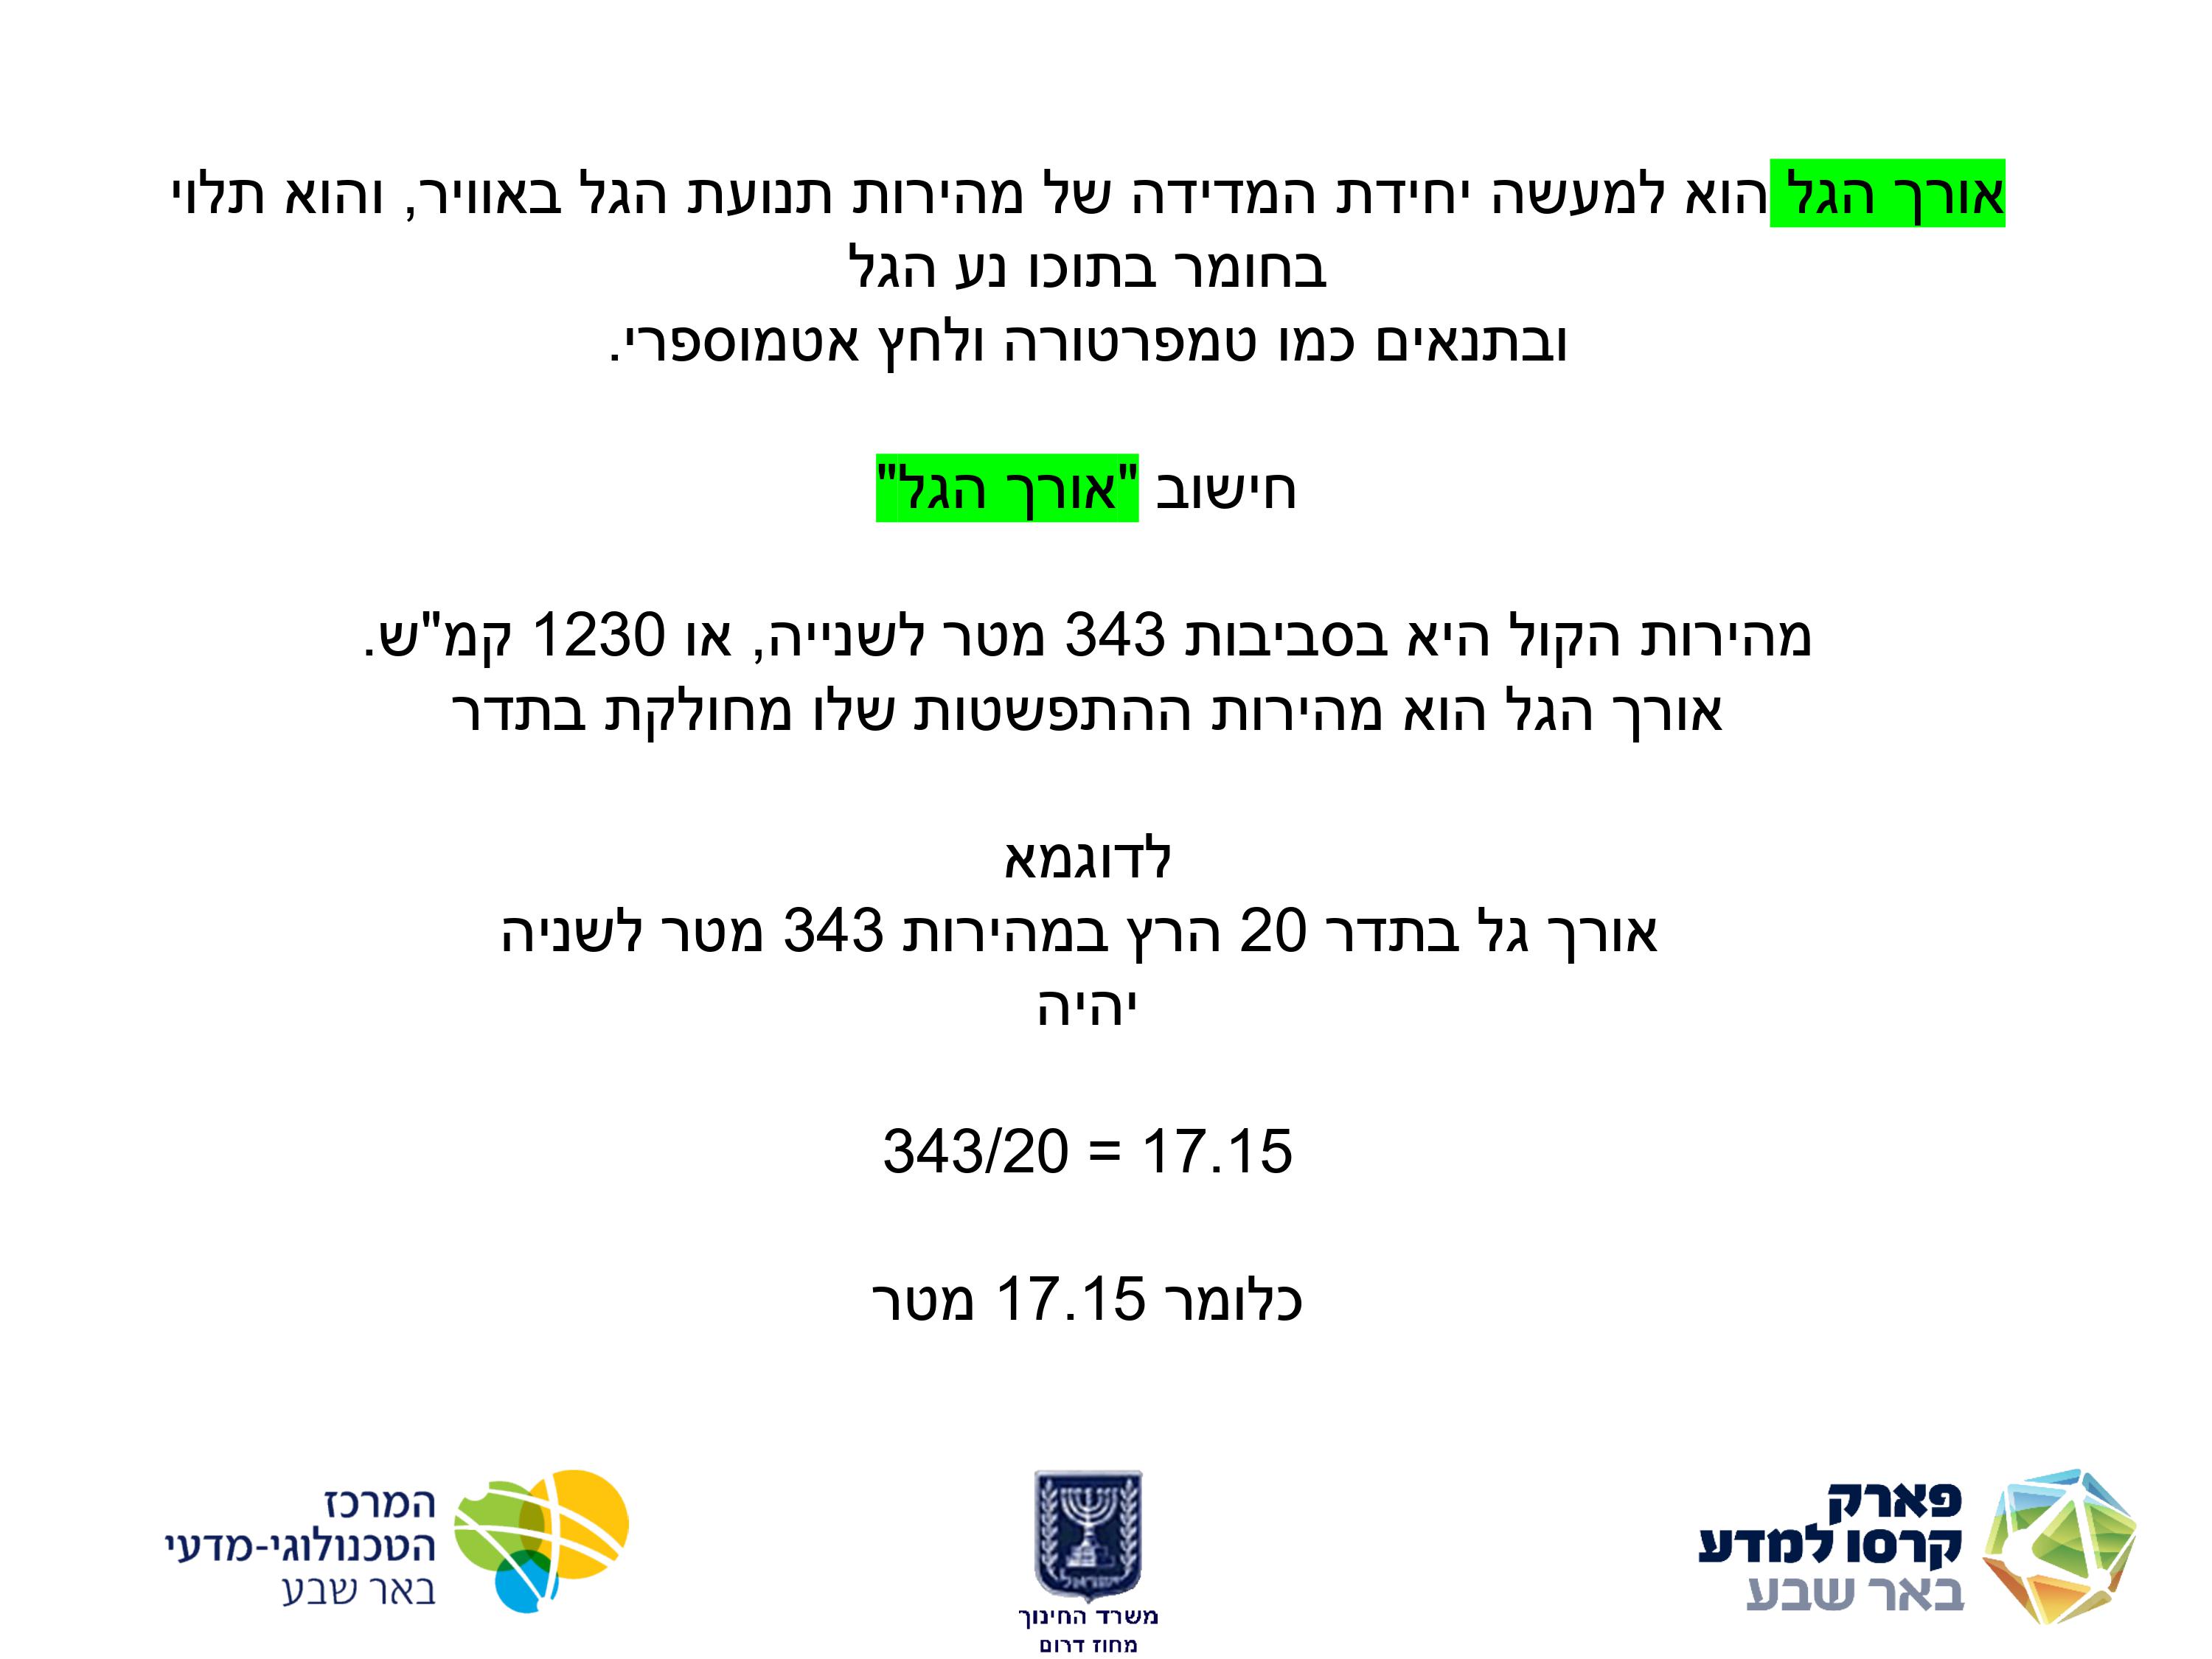 אורך הגל הוא למעשה יחידת המדידה של מהירות תנועת הגל באוויר, והוא תלוי
בחומר בתוכו נע הגל
ובתנאים כמו טמפרטורה ולחץ אטמוספרי.
חישוב "אורך הגל"
מהירות הקול היא בסביבות 343 מטר לשנייה, או 1230 קמ"ש.
אורך הגל הוא מהירות ההתפשטות שלו מחולקת בתדר
לדוגמא
אורך גל בתדר 20 הרץ במהירות 343 מטר לשניה
יהיה
343/20 = 17.15
כלומר 17.15 מטר
פארק
קרסו למדע
באר שבע
ישראל
משרד החינוך
מחוז דרום
המרכז
הטכנולוגי-מדעי
באר שבע